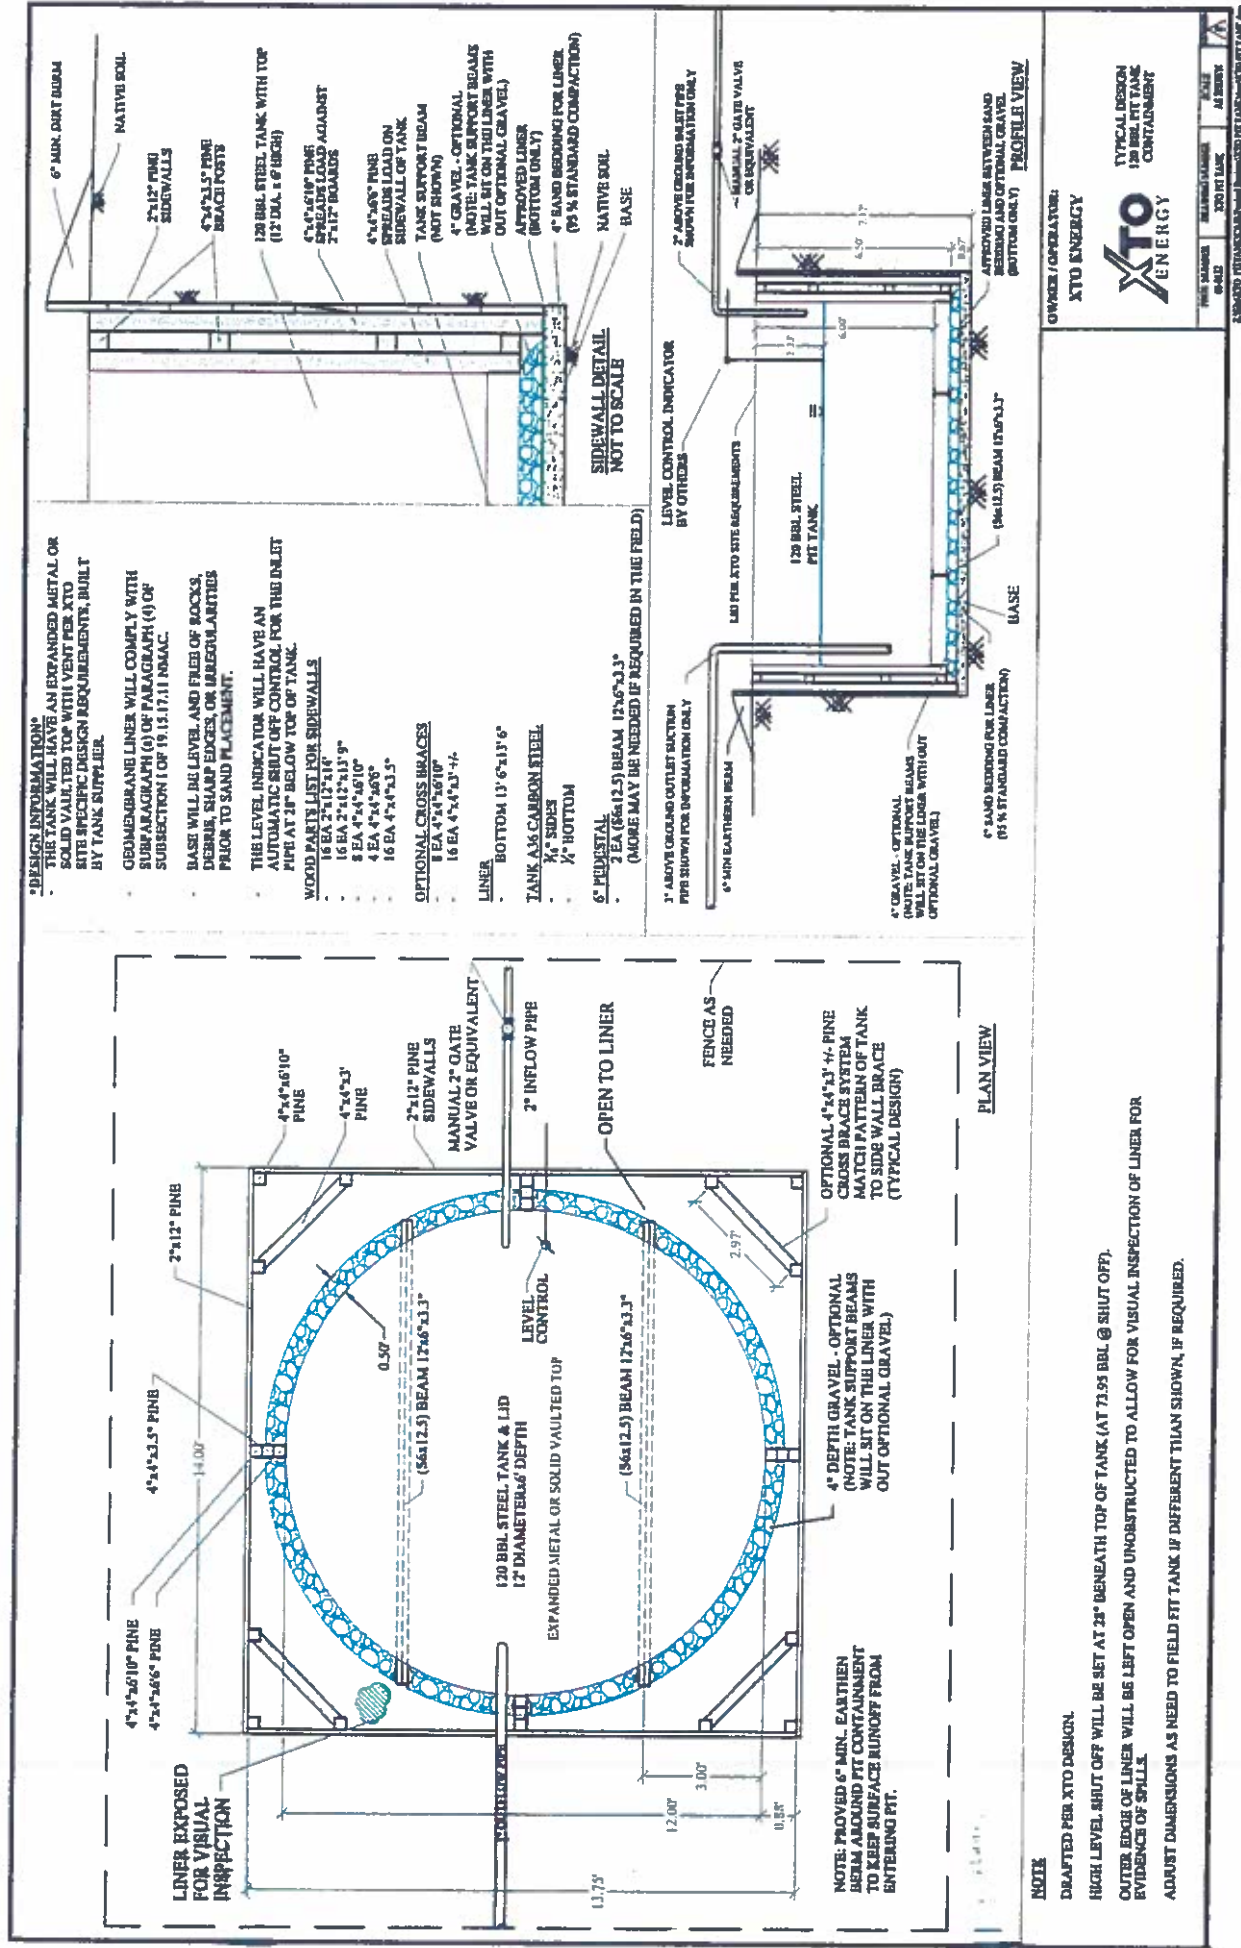 *DESIGN INFORMATION*
- THE TANK WILL HAVE AN EXPANDED METAL OR
SOLID VAULTED TOP WITH VENT PER XTO
SITE SPECIFIC DESIGN REQUIREMENTS, BUILT
BY TANK SUPPLIER.
- GEOMEMBRANE LINER WILL COMPLY WITH
SUBPARAGRAPH (a) OF PARAGRAPH (4) OF
SUBSECTION I OF 19.15.17.11 NMAC.
- BASE WILL BE LEVEL AND FREE OF ROCKS,
DEBRIS, SHARP EDGES, OR IRREGULARITIES
PRIOR TO SAND PLACEMENT.
- THE LEVEL INDICATOR WILL HAVE AN
AUTOMATIC SHUT OFF CONTROL FOR THE INLET
PIPE AT 28" BELOW TOP OF TANK.
WOOD PARTS LIST FOR SIDEWALLS
- 16 EA 2"x12"x14'
- 16 EA 2"x12"x13'9"
- 8 EA 4"x4"x6'10"
- 4 EA 4"x4"x6'6"
- 16 EA 4"x4"x3.5"
OPTIONAL CROSS BRACES
- 8 EA 4"x4"x6'10"
- 16 EA 4"x4"x3' +/-
LINER
- BOTTOM 13' 6"x13'6"
TANK A36 CARBON STEEL
- SIDES
- 1/4" BOTTOM
6" PEDESTAL
- 2 EA (S6x12.5) BEAM 12'x6"x3.3"
(MORE MAY BE NEEDED IF REQUIRED IN THE FIELD)
6" MIN. DIRT BERM
NATIVE SOIL
2"x12" PINE
SIDEWALLS
4"x4"x3.5" PINE
BRACE POSTS
120 BBL STEEL TANK WITH TOP
(12' DIA. x 6' HIGH)
4"x4"x6'10" PINE
SPREADS LOAD AGAINST
2"x12" BOARDS
4"x4"x6'6" PINE
SPREADS LOAD ON
SIDEWALL OF TANK
TANK SUPPORT BEAM
(NOT SHOWN)
4" GRAVEL - OPTIONAL
(NOTE: TANK SUPPORT BEAMS
WILL SIT ON THE LINER WITH
OUT OPTIONAL GRAVEL)
APPROVED LINER
(BOTTOM ONLY)
4" SAND BEDDING FOR LINER
(95 % STANDARD COMPACTION)
NATIVE SOIL
BASE
SIDEWALL DETAIL
NOT TO SCALE
LINER EXPOSED
FOR VISUAL
INSPECTION
4"x4"x6'10" PINE
4"x4"x6'6" PINE
4"x4"x3.5" PINE
2"x12" PINE
4"x4"x6'10"
PINE
4"x4"x3'
PINE
2"x12" PINE
SIDEWALLS
MANUAL 2" GATE
VALVE OR EQUIVALENT
2" INFLOW PIPE
OPEN TO LINER
FENCE AS
NEEDED
OPTIONAL 4"x4"x3' +/- PINE
CROSS BRACE SYSTEM
MATCH PATTERN OF TANK
TO SIDE WALL BRACE
(TYPICAL DESIGN)
14.00'
0.50'
(S6x12.5) BEAM 12'x6"x3.3"
LEVEL
CONTROL
120 BBL STEEL TANK & LID
12' DIAMETERx6' DEPTH
EXPANDED METAL OR SOLID VAULTED TOP
(S6x12.5) BEAM 12'x6"x3.3"
2.97'
3.00'
12.00'
0.88'
13.75'
4" DEPTH GRAVEL - OPTIONAL
(NOTE: TANK SUPPORT BEAMS
WILL SIT ON THE LINER WITH
OUT OPTIONAL GRAVEL)
NOTE: PROVED 6" MIN. EARTHEN
BERM AROUND PIT CONTAINMENT
TO KEEP SURFACE RUNOFF FROM
ENTERING PIT.
PLAN VIEW
1" ABOVE GROUND OUTLET SUCTION
PIPE SHOWN FOR INFORMATION ONLY
6" MIN EARTHERN BERM
LEVEL CONTROL INDICATOR
BY OTHERS
LID PER XTO SITE REQUIREMENTS
2" ABOVE GROUND INLET PIPE
SHOWN FOR INFORMATION ONLY
MANUAL 2" GATE VALVE
OR EQUIVALENT
120 BBL STEEL
PIT TANK
6.00'
6.50'
0.67'
4" GRAVEL - OPTIONAL
(NOTE: TANK SUPPORT BEAMS
WILL SIT ON THE LINER WITH OUT
OPTIONAL GRAVEL)
SAND BEDDING FOR LINER
(95 % STANDARD COMPACTION)
BASE
(S6x12.5) BEAM 12'x6"x3.3"
APPROVED LINER BETWEEN SAND
BEDDING AND OPTIONAL GRAVEL
(BOTTOM ONLY)
PROFILE VIEW
NOTE
DRAFTED PER XTO DESIGN.
HIGH LEVEL SHUT OFF WILL BE SET AT 28" BENEATH TOP OF TANK (AT 73.95 BBL @ SHUT OFF).
OUTER EDGE OF LINER WILL BE LEFT OPEN AND UNOBSTRUCTED TO ALLOW FOR VISUAL INSPECTION OF LINER FOR
EVIDENCE OF SPILLS.
ADJUST DIMENSIONS AS NEED TO FIELD FIT TANK IF DIFFERENT THAN SHOWN, IF REQUIRED.
OWNER / OPERATOR:
XTO ENERGY
XTO
ENERGY
TYPICAL DESIGN
120 BBL PIT TANK
CONTAINMENT